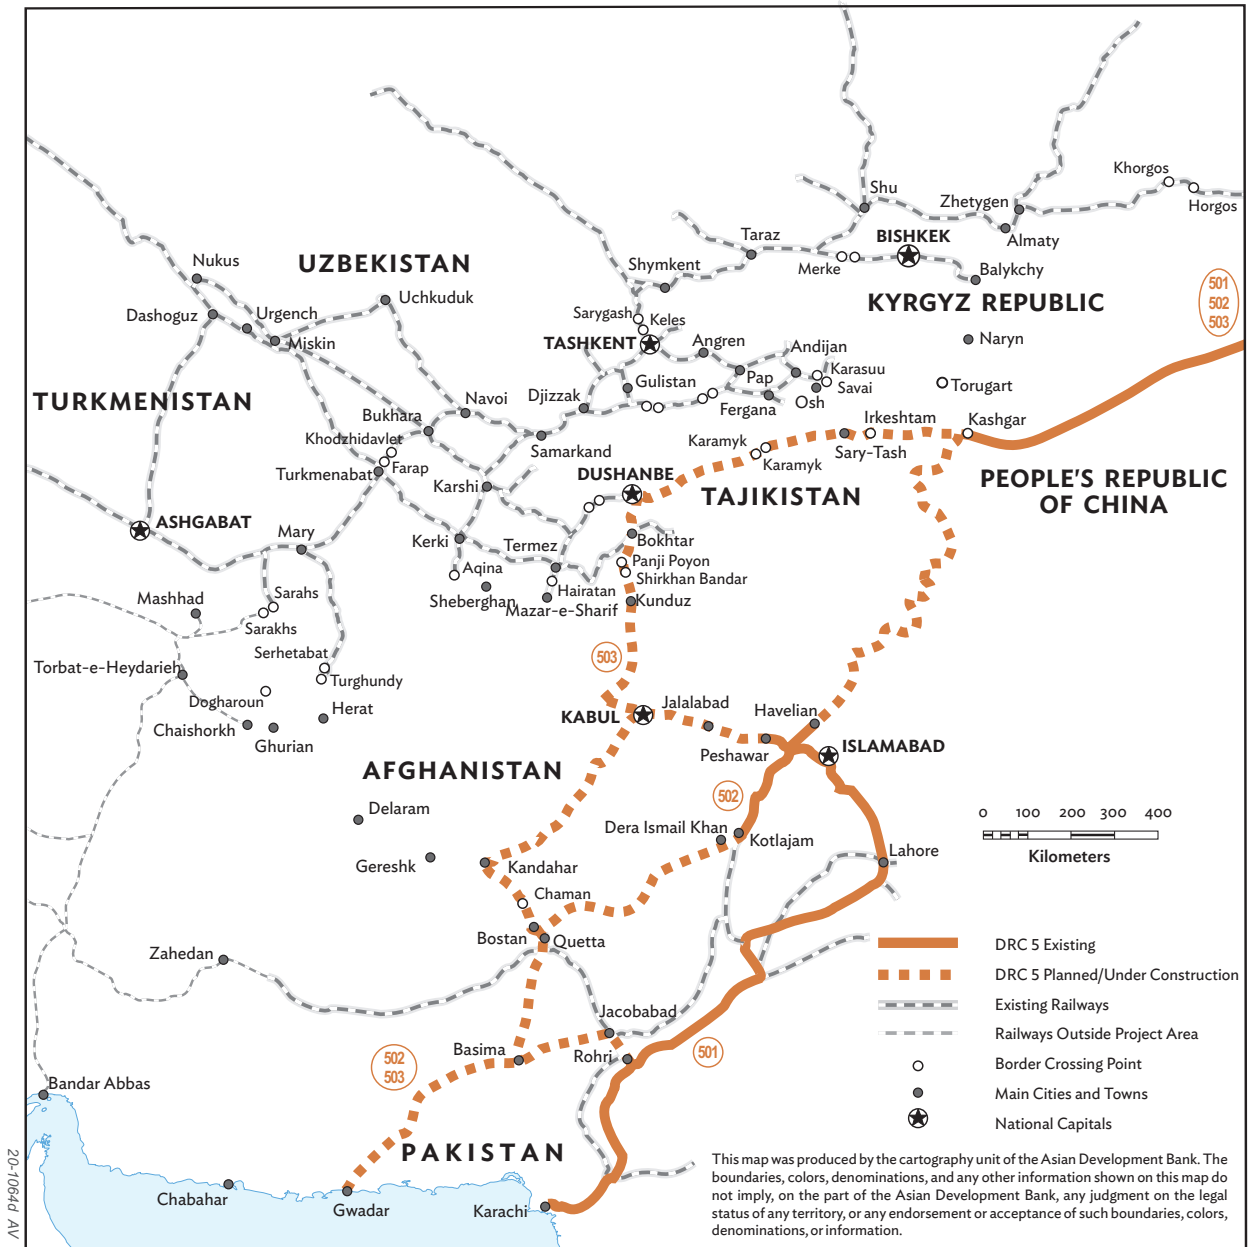 Khorgos
Shu
Zhetygen
Horgos
Taraz
BISHKEK
Almaty
UZBEKISTAN
Nukus
Shymkent
Merke
Balykchy
501
502
503
Uchkuduk
KYRGYZ REPUBLIC
Dashoguz
Urgench
Sarygash
Keles
Miskin
TASHKENT
Angren
Andijan
Naryn
Karasuu
Pap
Savai
Torugart
Gulistan
TURKMENISTAN
Navoi
Djizzak
Osh
Bukhara
Fergana
Irkeshtam
Kashgar
Khodzhidavlet
Karamyk
Samarkand
Sary-Tash
Farap
Karamyk
Turkmenabat
DUSHANBE
Karshi
TAJIKISTAN
PEOPLE'S REPUBLIC
OF CHINA
ASHGABAT
Mary
Kerki
Termez
Bokhtar
Panji Poyon
Aqina
Shirkhan Bandar
Hairatan
Sarahs
Mashhad
Sheberghan
Mazar-e-Sharif
Kunduz
Sarakhs
Serhetabat
503
Torbat-e-Heydarieh
Turghundy
Dogharoun
Herat
Jalalabad
Havelian
KABUL
Chaishorkh
Ghurian
Peshawar
ISLAMABAD
AFGHANISTAN
502
Delaram
0 100 200 300 400
Kilometers
Dera Ismail Khan
Kotlajam
Lahore
Gereshk
Kandahar
Chaman
Bostan
Quetta
DRC 5 Existing
Zahedan
DRC 5 Planned/Under Construction
Existing Railways
Jacobabad
Railways Outside Project Area
Basima
Rohri
501
502
503
Border Crossing Point
Bandar Abbas
Main Cities and Towns
National Capitals
PAKISTAN
This map was produced by the cartography unit of the Asian Development Bank. The
boundaries, colors, denominations, and any other information shown on this map do
not imply, on the part of the Asian Development Bank, any judgment on the legal
status of any territory, or any endorsement or acceptance of such boundaries, colors,
denominations, or information.
Chabahar
Gwadar
Karachi
20-1064d AV